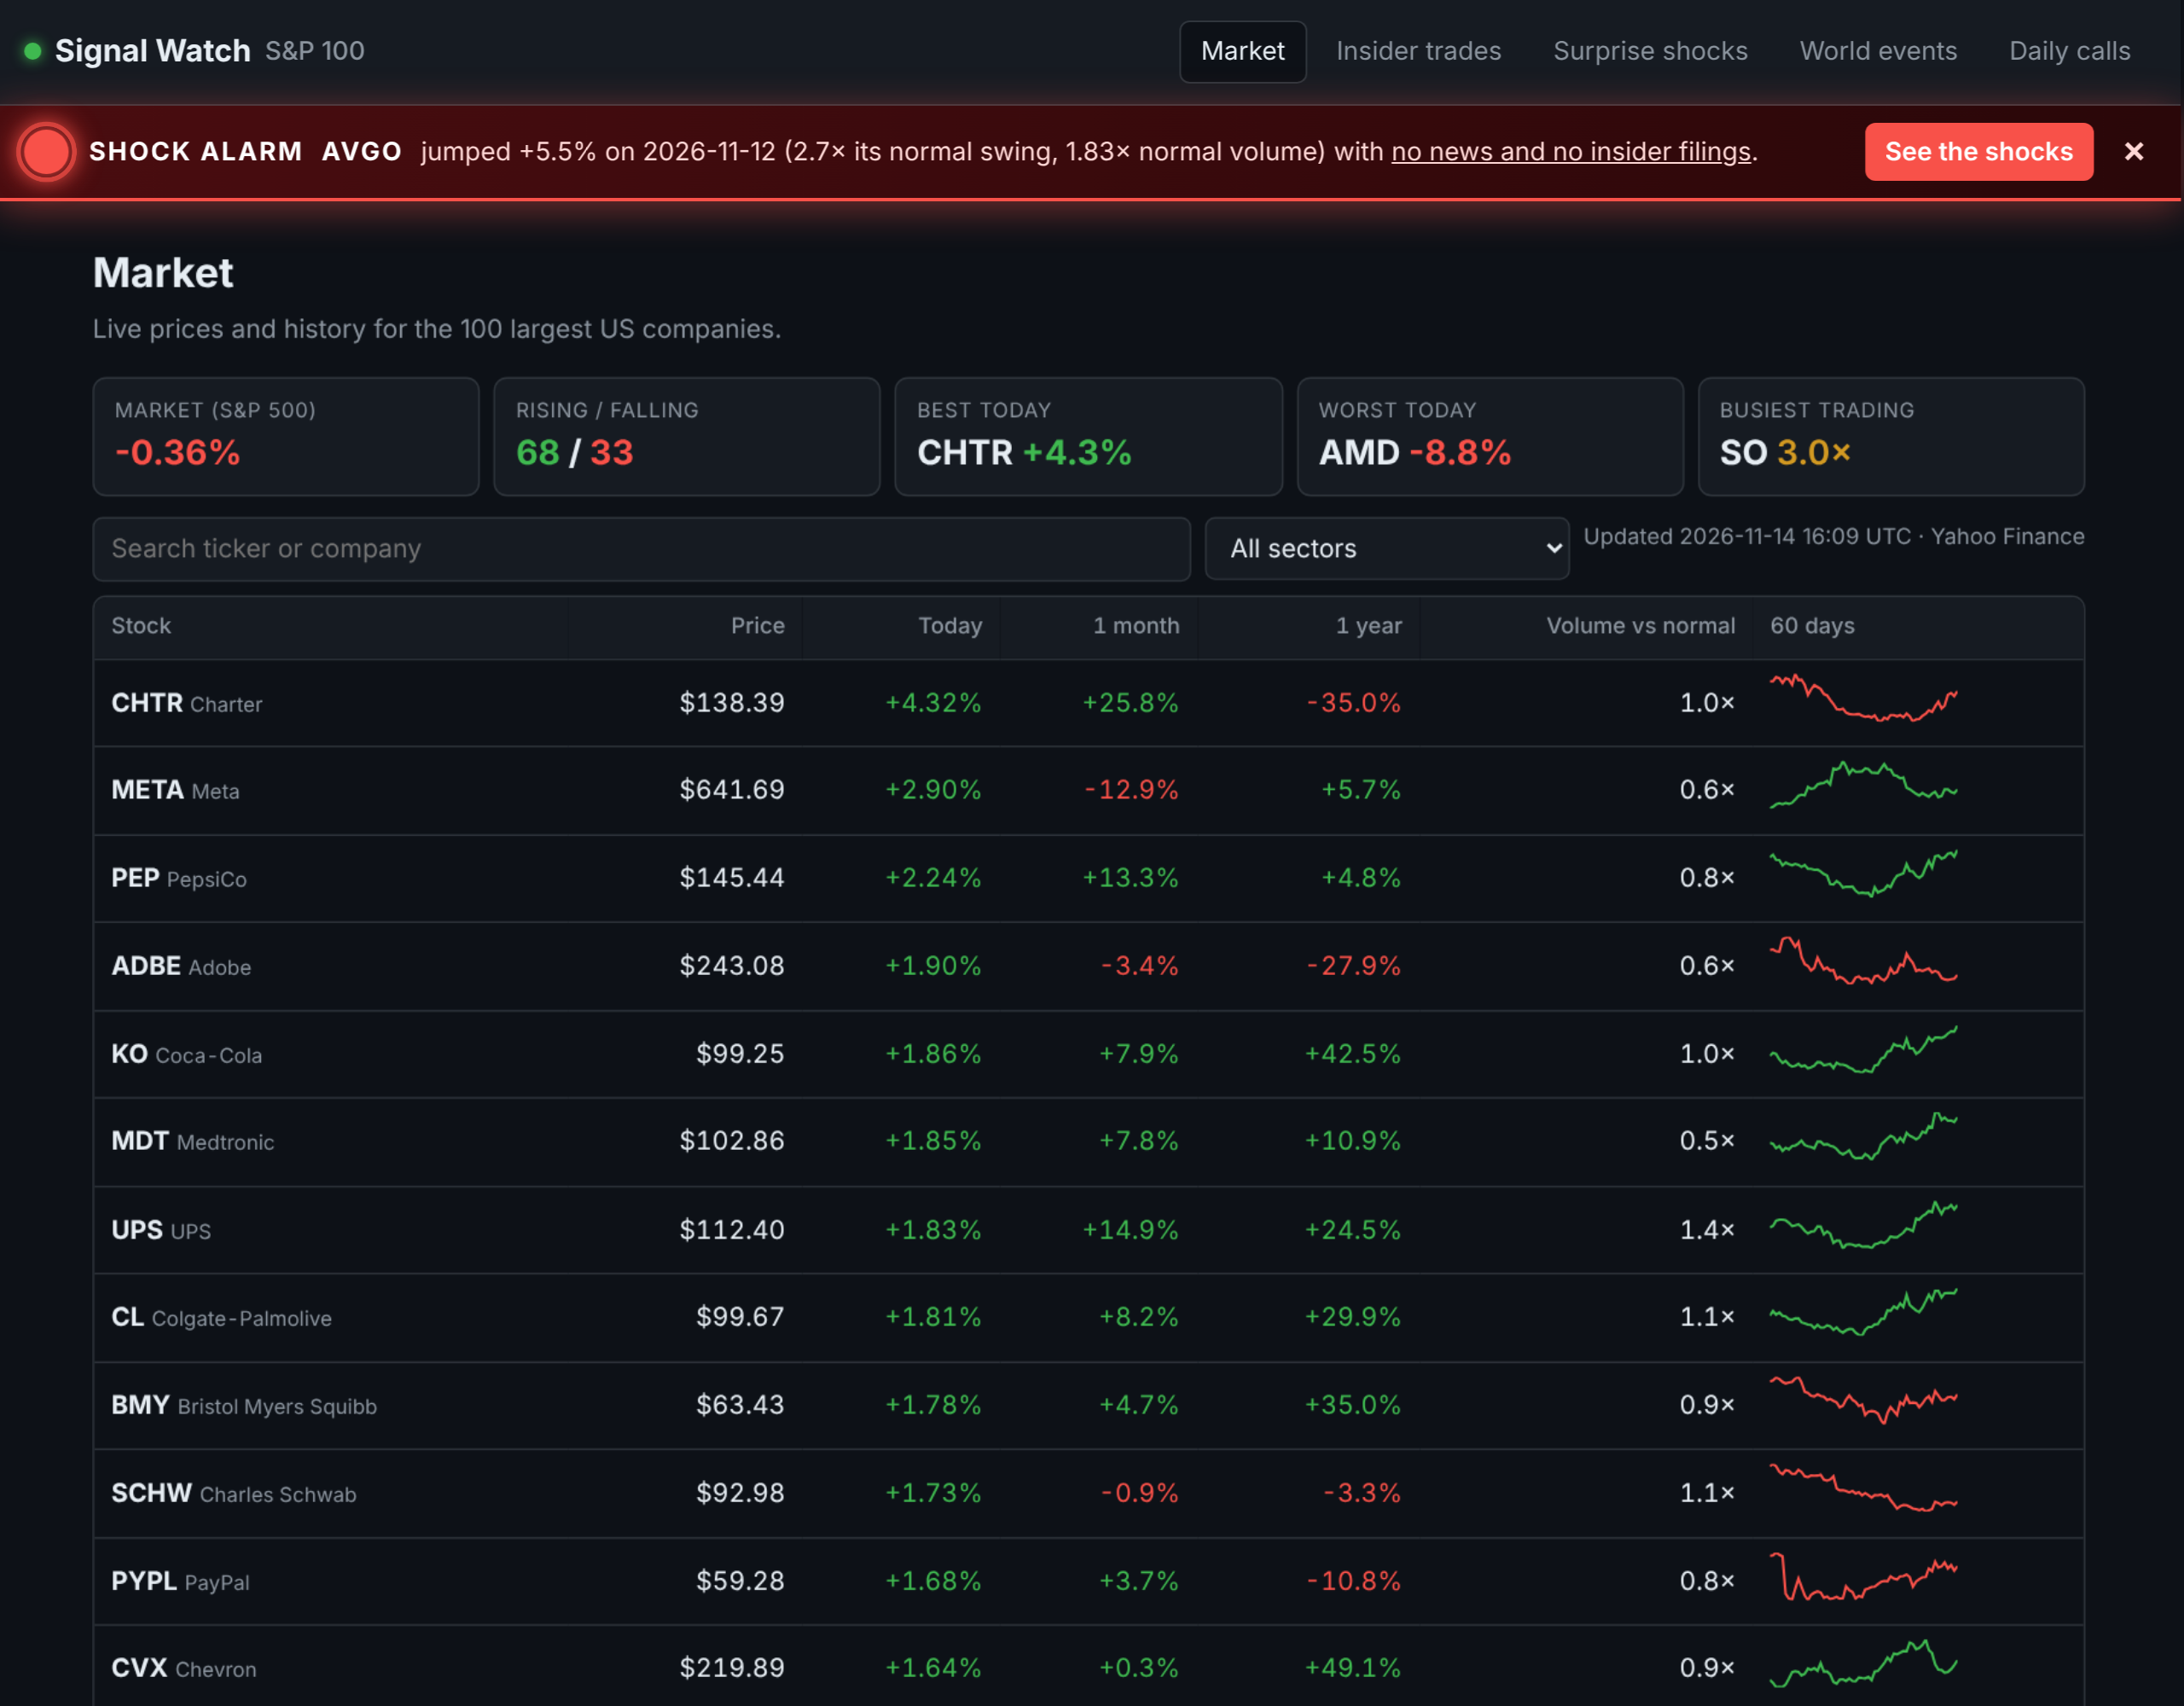 Signal Watch S&P 100
Market Insider trades Surprise shocks World events Daily calls
SHOCK ALARM AVGO jumped +5.5% on 2026-11-12 (2.7× its normal swing, 1.83× normal volume) with no news and no insider filings. See the shocks ×
Market
Live prices and history for the 100 largest US companies.
MARKET (S&P 500) RISING / FALLING BEST TODAY WORST TODAY BUSIEST TRADING
-0.36% 68 / 33 CHTR +4.3% AMD -8.8% SO 3.0×
Search ticker or company All sectors Updated 2026-11-14 16:09 UTC · Yahoo Finance
Stock Price Today 1 month 1 year Volume vs normal 60 days
CHTR Charter $138.39 +4.32% +25.8% -35.0% 1.0×
META Meta $641.69 +2.90% -12.9% +5.7% 0.6×
PEP PepsiCo $145.44 +2.24% +13.3% +4.8% 0.8×
ADBE Adobe $243.08 +1.90% -3.4% -27.9% 0.6×
KO Coca-Cola $99.25 +1.86% +7.9% +42.5% 1.0×
MDT Medtronic $102.86 +1.85% +7.8% +10.9% 0.5×
UPS UPS $112.40 +1.83% +14.9% +24.5% 1.4×
CL Colgate-Palmolive $99.67 +1.81% +8.2% +29.9% 1.1×
BMY Bristol Myers Squibb $63.43 +1.78% +4.7% +35.0% 0.9×
SCHW Charles Schwab $92.98 +1.73% -0.9% -3.3% 1.1×
PYPL PayPal $59.28 +1.68% +3.7% -10.8% 0.8×
CVX Chevron $219.89 +1.64% +0.3% +49.1% 0.9×